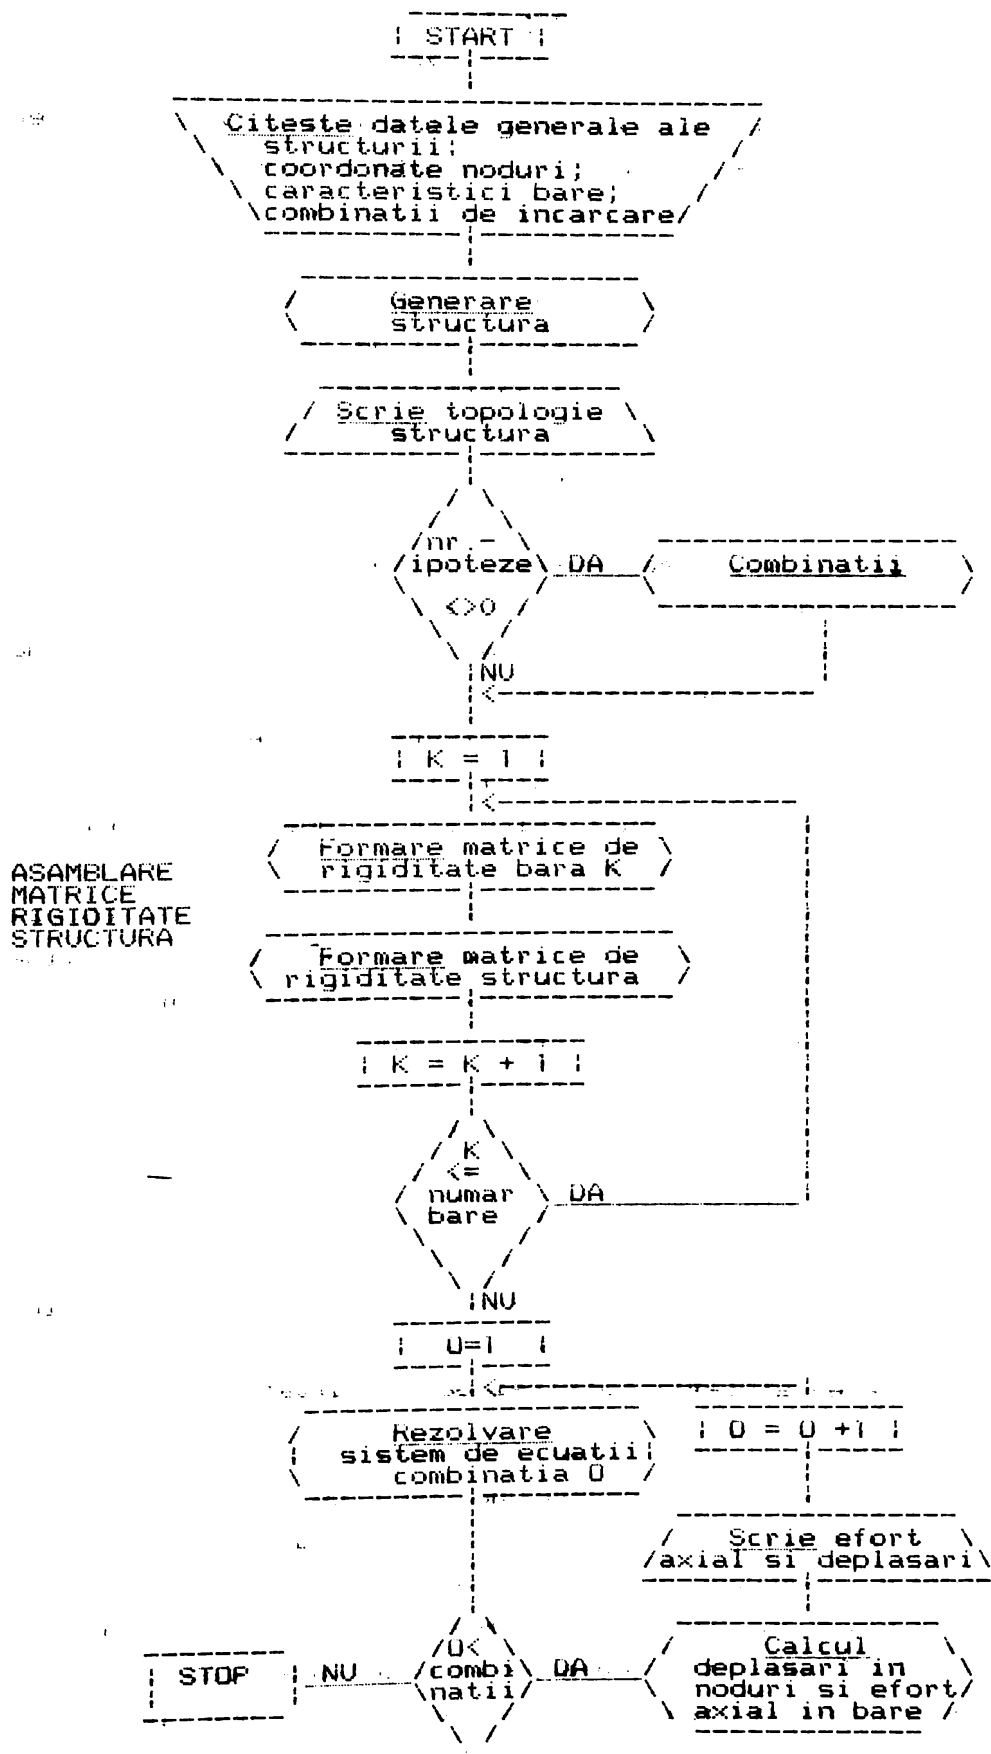 START
Citeste datele generale ale
structurii;
coordonate noduri;
caracteristici bare;
combinatii de incarcare
Generare
structura
Scrie topologie
structura
nr.-
ipoteze
<>0
DA
Combinatii
NU
K = 1
Formare matrice de
rigiditate bara K
ASAMBLARE
MATRICE
RIGIDITATE
STRUCTURA
Formare matrice de
rigiditate structura
K = K + 1
K
<=
numar
bare
DA
NU
O=1
Rezolvare
sistem de ecuatii
combinatia O
O = O +1
Scrie efort
axial si deplasari
O<
combi
natii
DA
Calcul
deplasari in
noduri si efort
axial in bare
NU
STOP